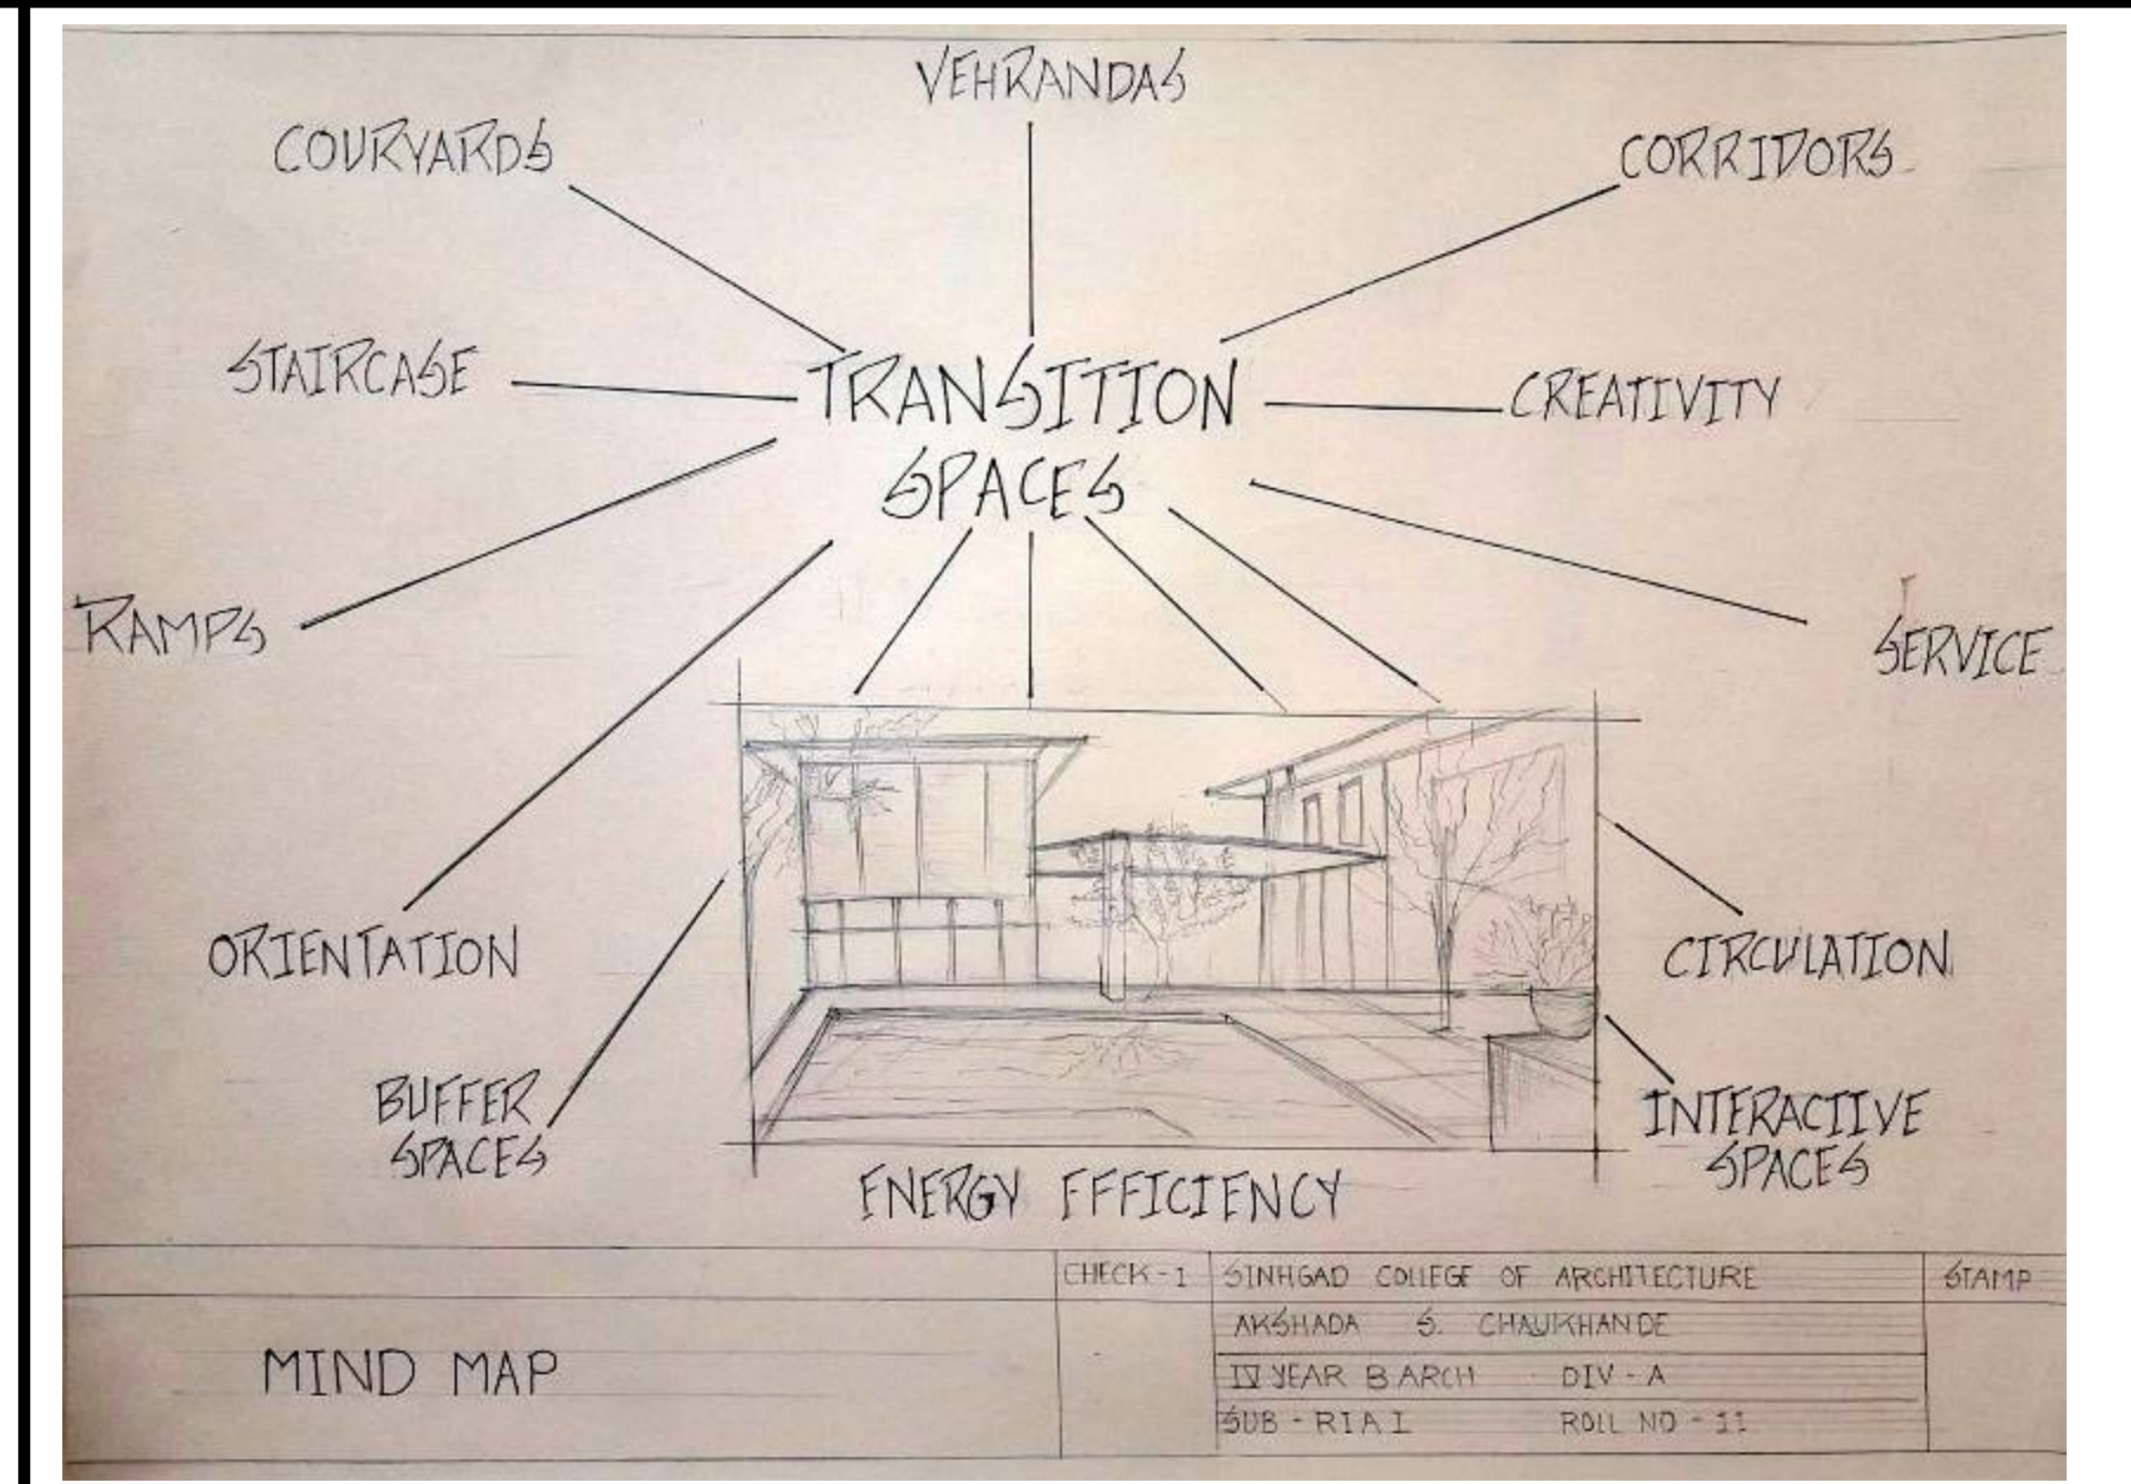 VEHRANDAS
COURYARDS
CORRIDORS
STAIRCASE
TRANSITION
SPACES
CREATIVITY
RAMPS
SERVICE
ORIENTATION
CIRCULATION
BUFFER
SPACES
INTERACTIVE
SPACES
ENERGY EFFICIENCY
CHECK-1
SINHGAD COLLEGE OF ARCHITECTURE
STAMP
AKSHADA S. CHAUKHANDE
MIND MAP
IV YEAR B ARCH DIV-A
SUB-RIA I ROLL NO-11